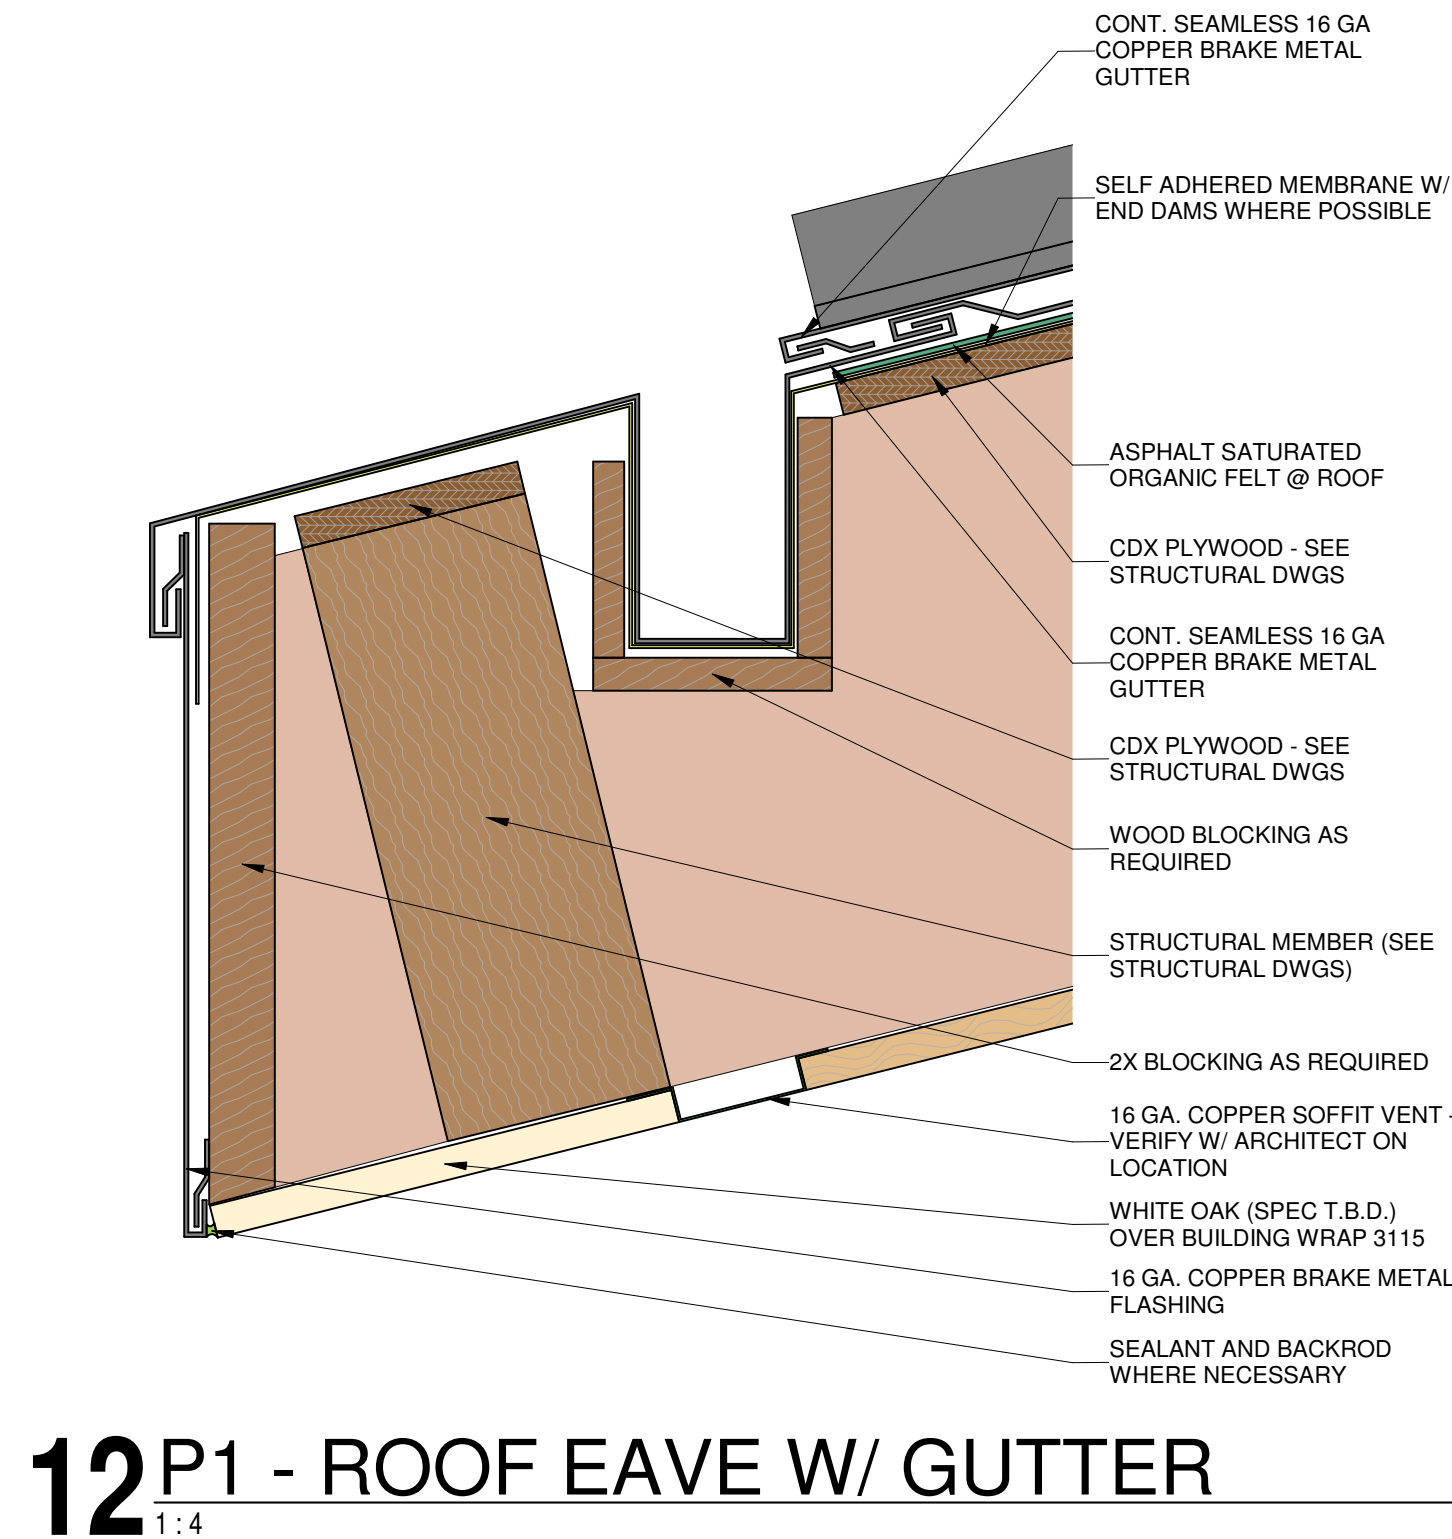 CONT. SEAMLESS 16 GA
COPPER BRAKE METAL
GUTTER
SELF ADHERED MEMBRANE W/
END DAMS WHERE POSSIBLE
ASPHALT SATURATED
ORGANIC FELT @ ROOF
CDX PLYWOOD - SEE
STRUCTURAL DWGS
CONT. SEAMLESS 16 GA
COPPER BRAKE METAL
GUTTER
CDX PLYWOOD - SEE
STRUCTURAL DWGS
WOOD BLOCKING AS
REQUIRED
STRUCTURAL MEMBER (SEE
STRUCTURAL DWGS)
2X BLOCKING AS REQUIRED
16 GA. COPPER SOFFIT VENT -
VERIFY W/ ARCHITECT ON
LOCATION
WHITE OAK (SPEC T.B.D.)
OVER BUILDING WRAP 3115
16 GA. COPPER BRAKE METAL
FLASHING
SEALANT AND BACKROD
WHERE NECESSARY
12 P1 - ROOF EAVE W/ GUTTER
1 : 4